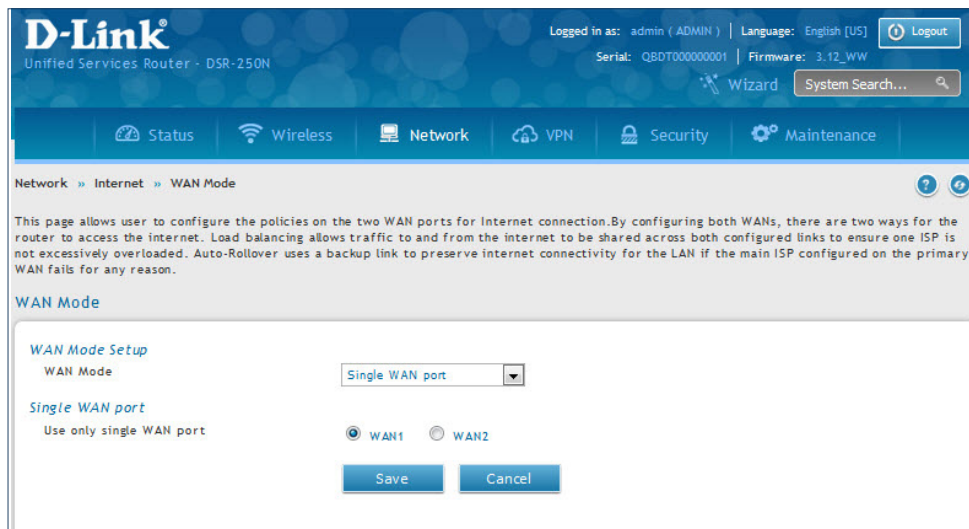 D-Link
Unified Services Router - DSR-250N
Logged in as: admin ( ADMIN ) Language: English [US] Logout
Serial: QBDT000000001 Firmware: 3.12_WW
Wizard System Search...
Status Wireless Network VPN Security Maintenance
Network » Internet » WAN Mode
This page allows user to configure the policies on the two WAN ports for Internet connection.By configuring both WANs, there are two ways for the
router to access the internet. Load balancing allows traffic to and from the internet to be shared across both configured links to ensure one ISP is
not excessively overloaded. Auto-Rollover uses a backup link to preserve internet connectivity for the LAN if the main ISP configured on the primary
WAN fails for any reason.
WAN Mode
WAN Mode Setup
WAN Mode Single WAN port
Single WAN port
Use only single WAN port WAN1 WAN2
Save Cancel